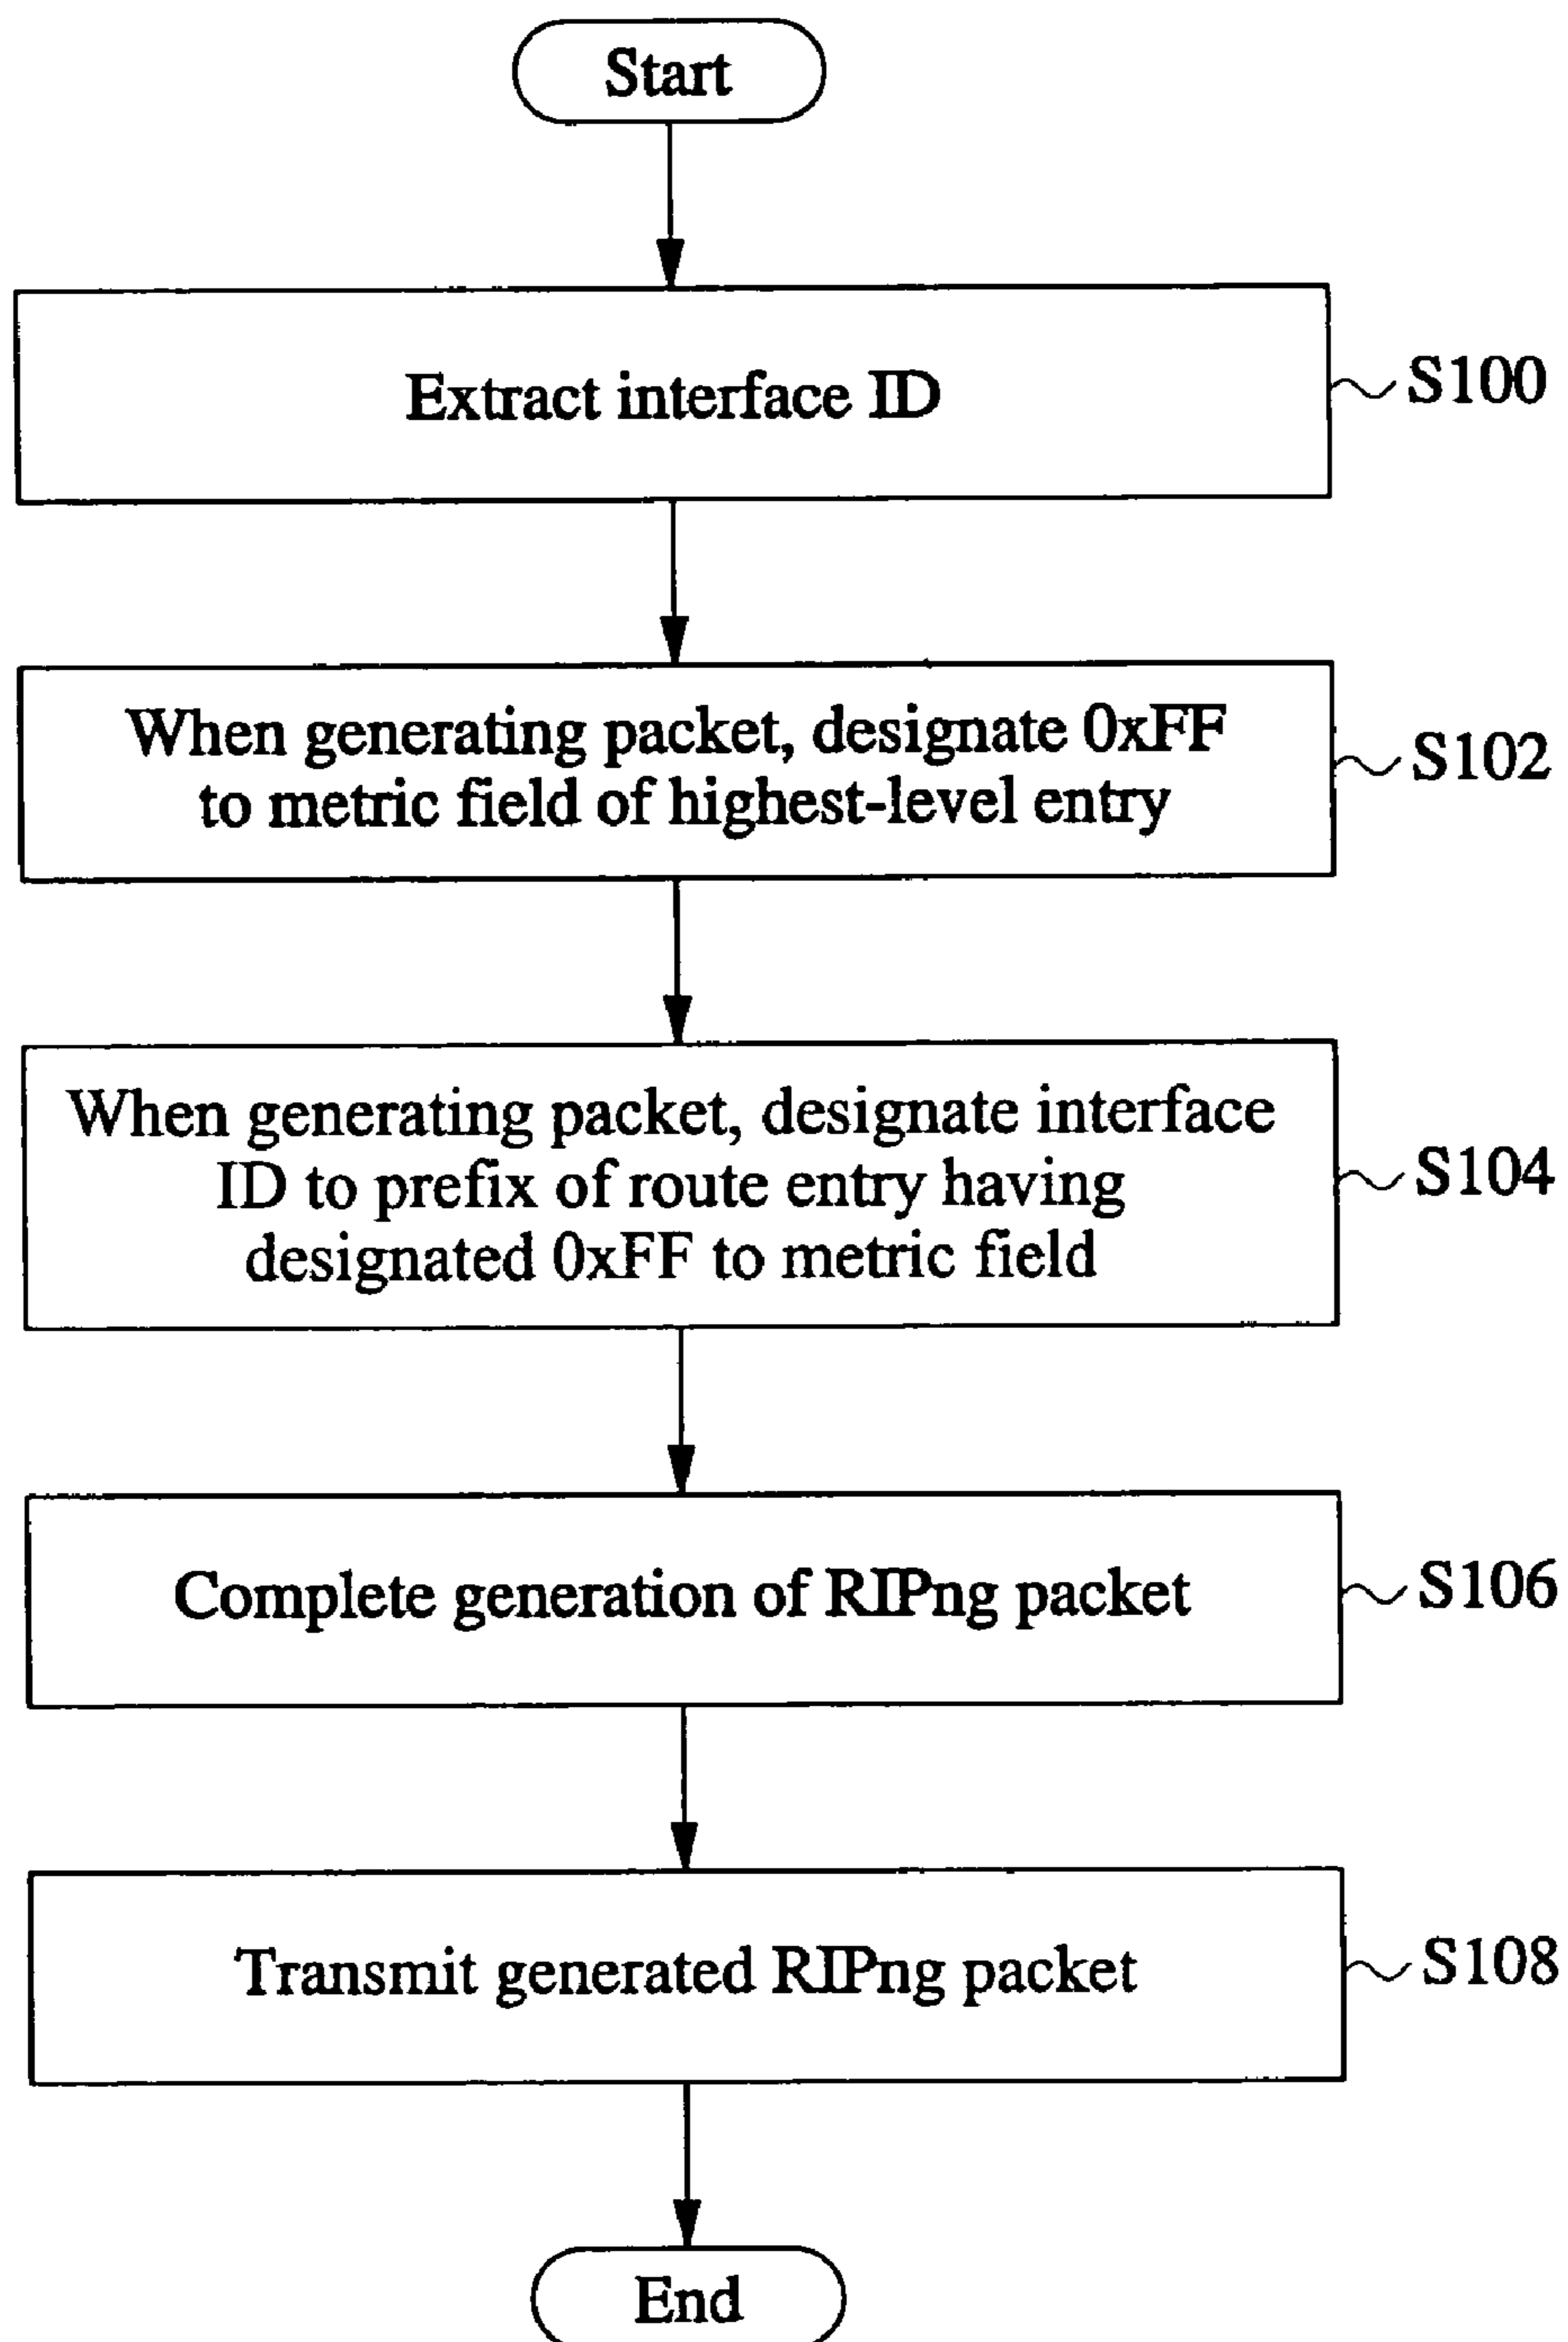 Start
Extract interface ID
S100
When generating packet, designate 0xFF
to metric field of highest-level entry
S102
When generating packet, designate interface
ID to prefix of route entry having
designated 0xFF to metric field
S104
Complete generation of RIPng packet
S106
Transmit generated RIPng packet
S108
End